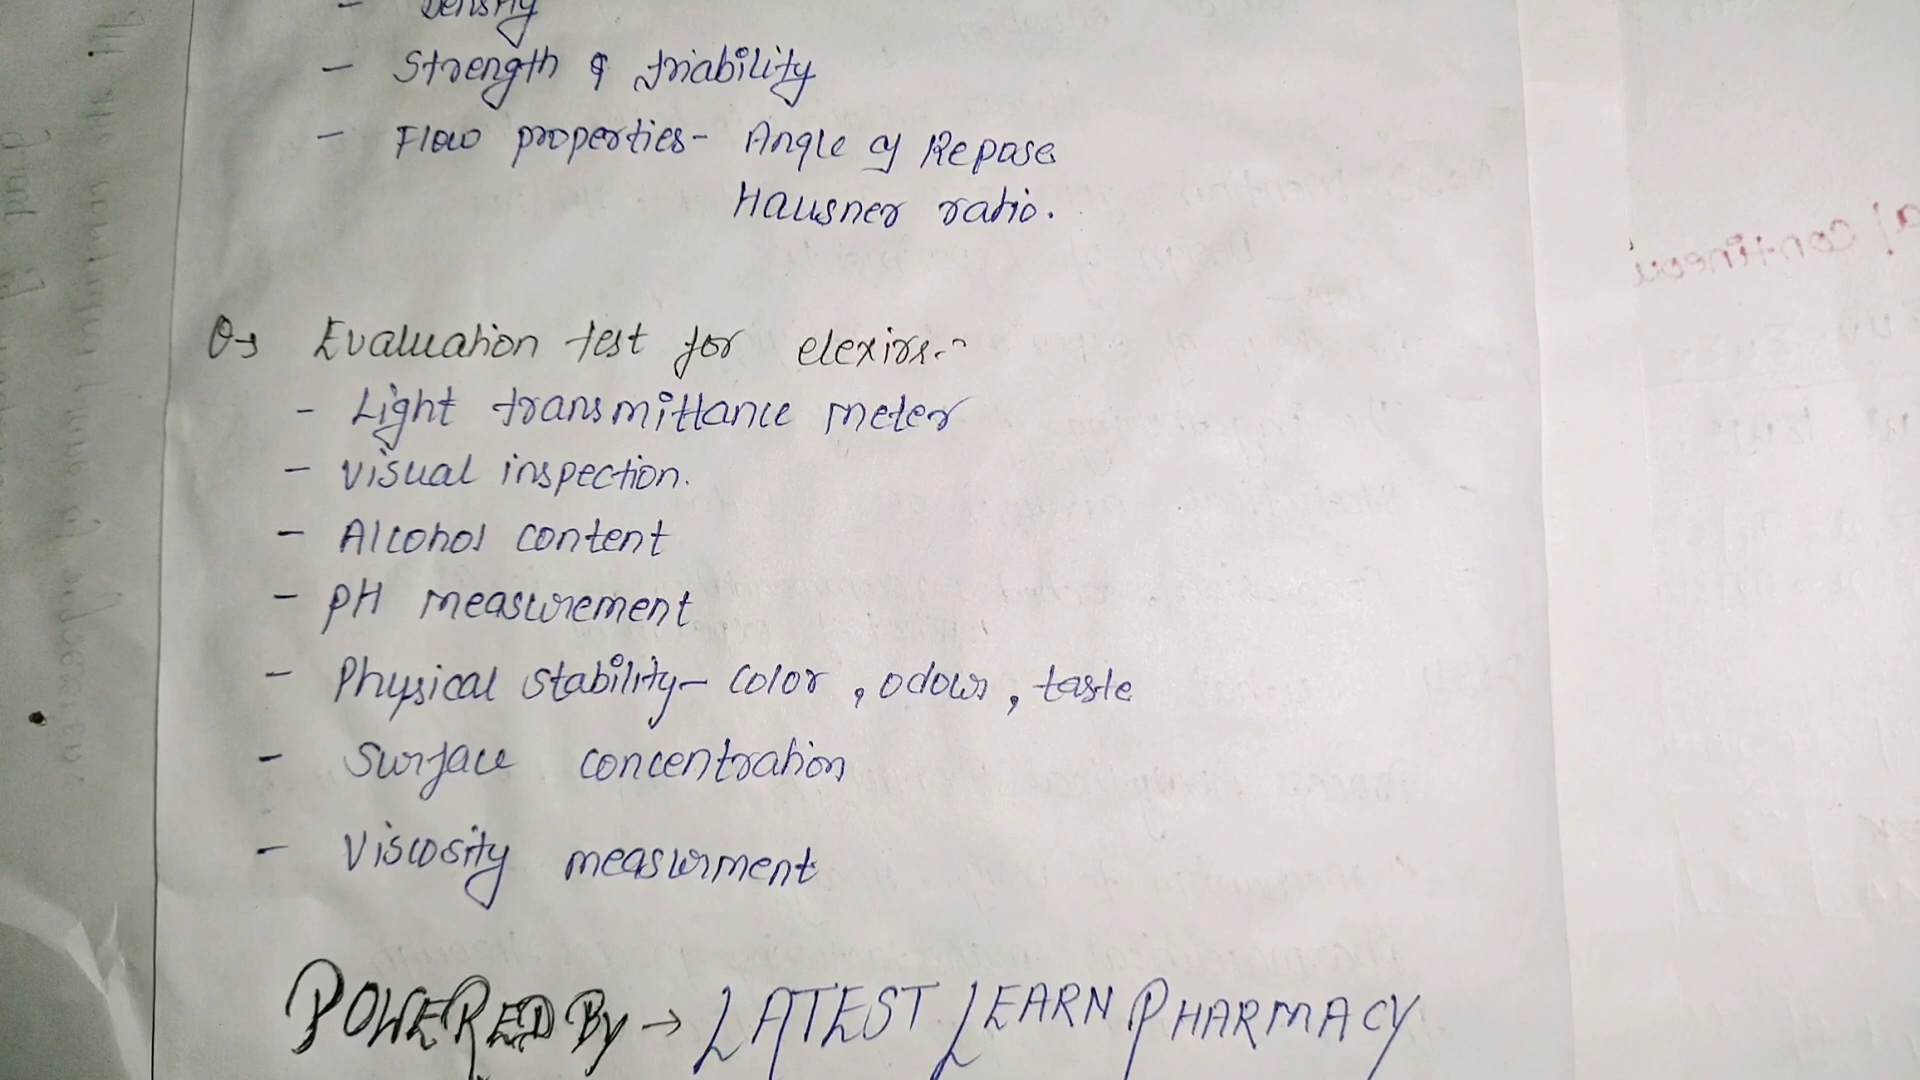 - Density
- Strength & friability
- Flow properties- Angle of Repose
Hausner ratio.
Q→ Evaluation test for elexirs.-
- Light transmittance meter
- Visual inspection.
- Alcohol content
- pH measurement
- Physical stability- color, odour, taste
- Surface concentration
- Viscosity measurment
POWERED By → LATEST LEARN PHARMACY